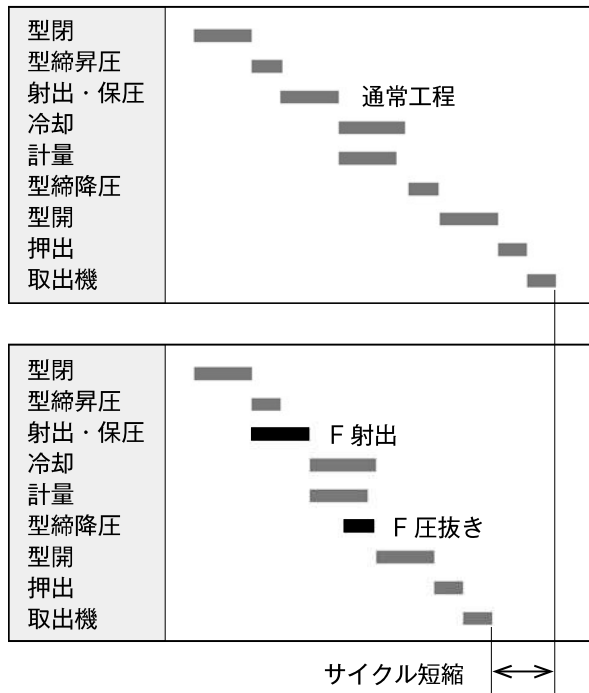 型閉
型締昇圧
射出・保圧 通常工程
冷却
計量
型締降圧
型開
押出
取出機
型閉
型締昇圧
射出・保圧 F 射出
冷却
計量
型締降圧 F 圧抜き
型開
押出
取出機
サイクル短縮